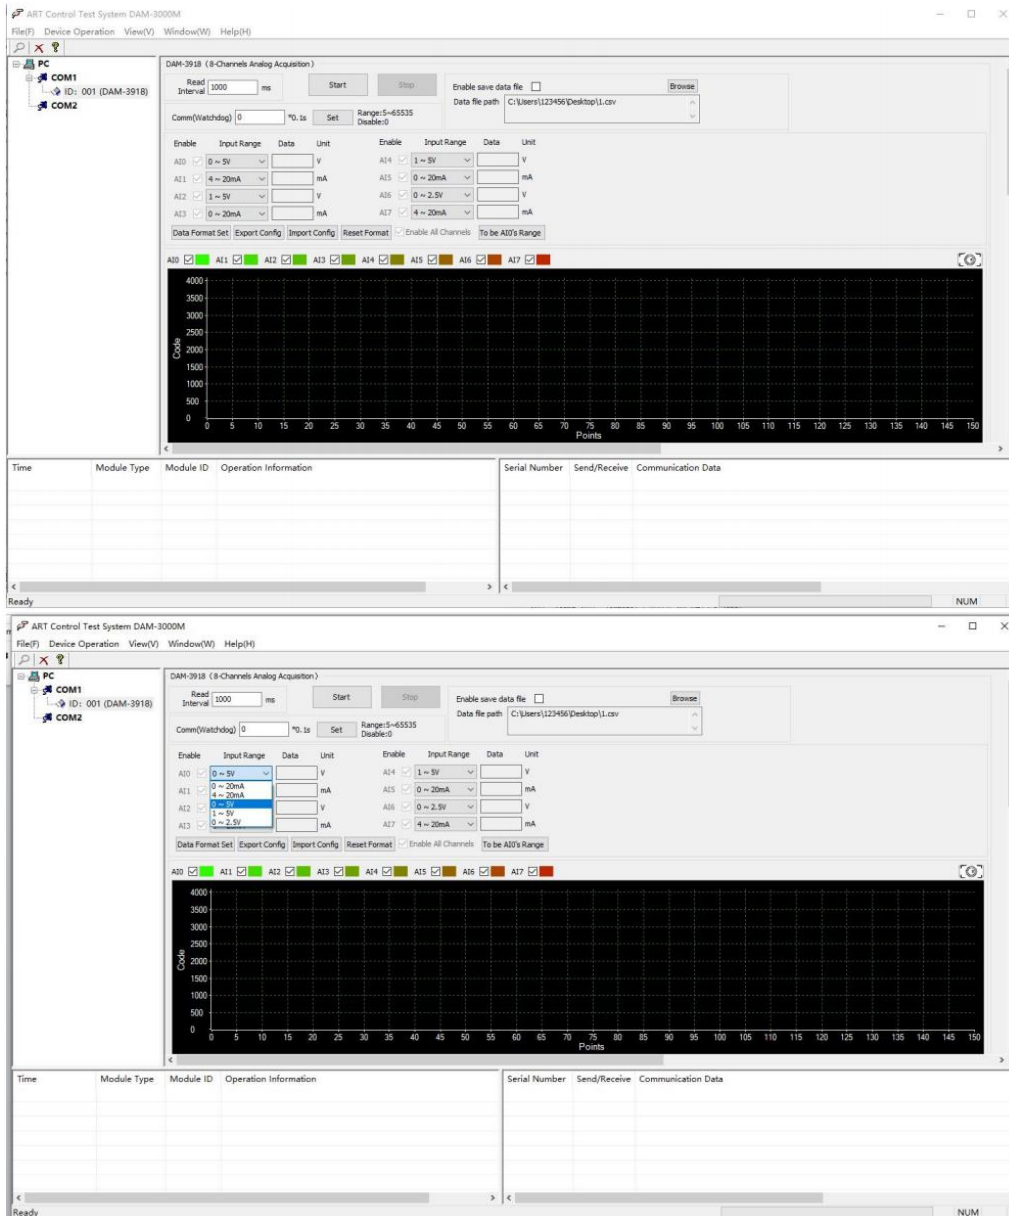 ART Control Test System DAM-3000M
File(F) Device Operation View(V) Window(W) Help(H)
PC
COM1
ID: 001 (DAM-3918)
COM2
DAM-3918 (8-Channels Analog Acquisition)
Read Interval 1000 ms Start Stop Enable save data file Browse
Data file path C:\Users\123456\Desktop\1.csv
Comm(Watchdog) 0 *0.1s Set Range:5~65535 Disable:0
Enable Input Range Data Unit Enable Input Range Data Unit
AI0 0 ~ 5V V AI4 1 ~ 5V V
AI1 4 ~ 20mA mA AI5 0 ~ 20mA mA
AI2 1 ~ 5V V AI6 0 ~ 2.5V V
AI3 0 ~ 20mA mA AI7 4 ~ 20mA mA
Data Format Set Export Config Import Config Reset Format Enable All Channels To be AI0's Range
AI0 AI1 AI2 AI3 AI4 AI5 AI6 AI7
4000
3500
3000
2500
2000
1500
1000
500
0
Code
0 5 10 15 20 25 30 35 40 45 50 55 60 65 70 75 80 85 90 95 100 105 110 115 120 125 130 135 140 145 150
Points
Time Module Type Module ID Operation Information Serial Number Send/Receive Communication Data
Ready NUM
ART Control Test System DAM-3000M
File(F) Device Operation View(V) Window(W) Help(H)
PC
COM1
ID: 001 (DAM-3918)
COM2
DAM-3918 (8-Channels Analog Acquisition)
Read Interval 1000 ms Start Stop Enable save data file Browse
Data file path C:\Users\123456\Desktop\1.csv
Comm(Watchdog) 0 *0.1s Set Range:5~65535 Disable:0
Enable Input Range Data Unit Enable Input Range Data Unit
AI0 0 ~ 5V V AI4 1 ~ 5V V
0 ~ 20mA
AI1 4 ~ 20mA mA AI5 0 ~ 20mA mA
0 ~ 5V
AI2 1 ~ 5V V AI6 0 ~ 2.5V V
AI3 0 ~ 2.5V mA AI7 4 ~ 20mA mA
Data Format Set Export Config Import Config Reset Format Enable All Channels To be AI0's Range
AI0 AI1 AI2 AI3 AI4 AI5 AI6 AI7
4000
3500
3000
2500
2000
1500
1000
500
0
Code
0 5 10 15 20 25 30 35 40 45 50 55 60 65 70 75 80 85 90 95 100 105 110 115 120 125 130 135 140 145 150
Points
Time Module Type Module ID Operation Information Serial Number Send/Receive Communication Data
Ready NUM